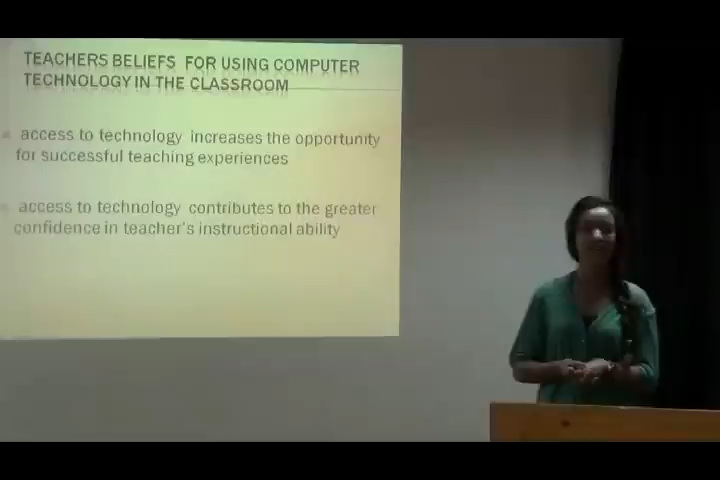 TEACHERS BELIEFS FOR USING COMPUTER
TECHNOLOGY IN THE CLASSROOM
access to technology increases the opportunity
for successful teaching experiences
access to technology contributes to the greater
confidence in teacher's instructional ability